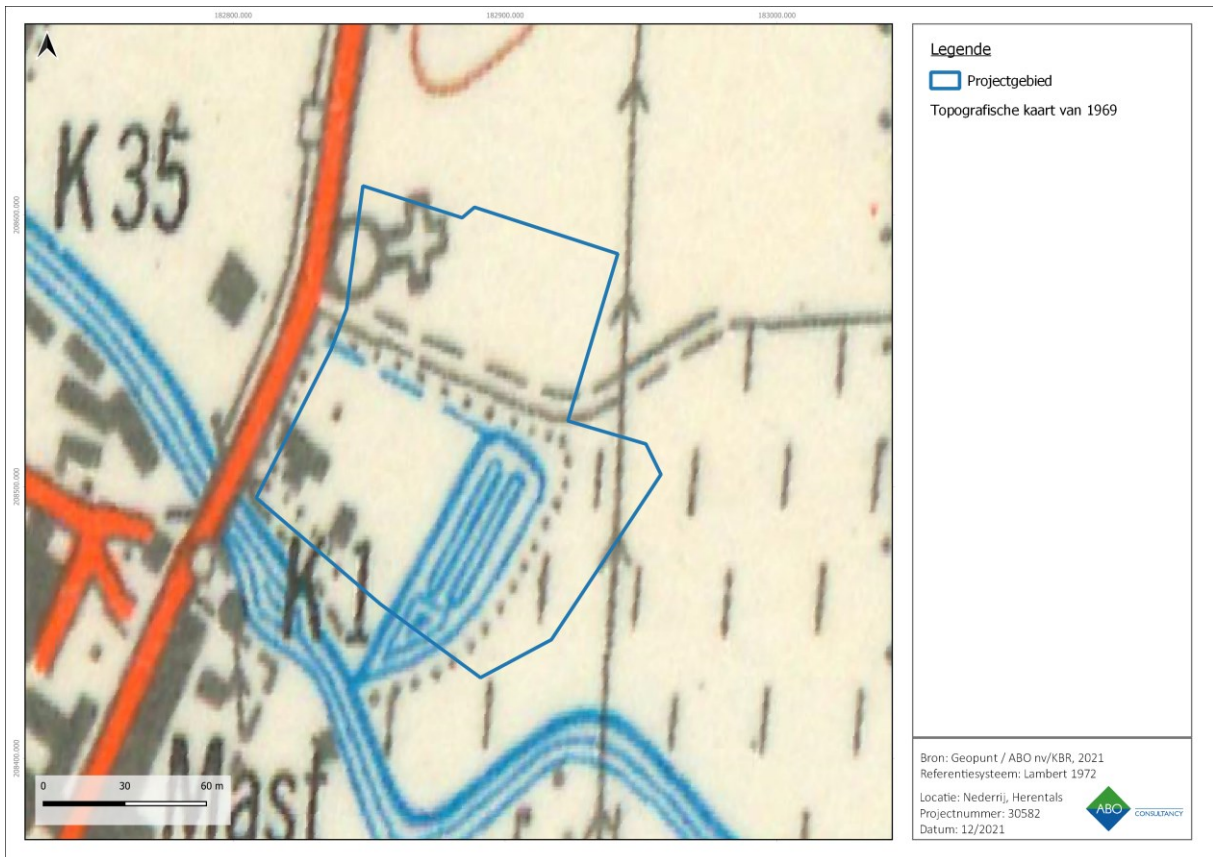 182800.000 182900.000 183000.000
208600.000
208500.000
208400.000
K 35
K 1
Mast
0 30 60 m
Legende
Projectgebied
Topografische kaart van 1969
Bron: Geopunt / ABO nv/KBR, 2021
Referentiesysteem: Lambert 1972
Locatie: Nederrij, Herentals
Projectnummer: 30582
Datum: 12/2021
ABO
CONSULTANCY